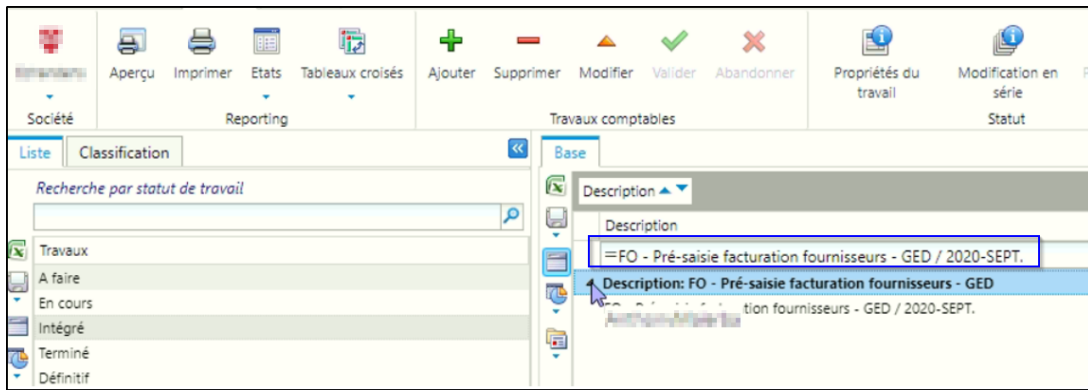 Aperçu Imprimer Etats Tableaux croisés Ajouter Supprimer Modifier Valider Abandonner Propriétés du travail Modification en série
Société Reporting Travaux comptables Statut
Liste Classification
Recherche par statut de travail
Travaux
A faire
En cours
Intégré
Terminé
Définitif
Base
Description
Description
=FO - Pré-saisie facturation fournisseurs - GED / 2020-SEPT.
Description: FO - Pré-saisie facturation fournisseurs - GED
tion fournisseurs - GED / 2020-SEPT.